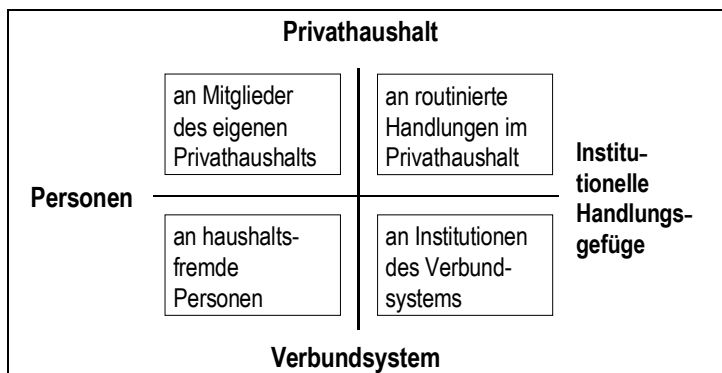 Privathaushalt
an Mitglieder
des eigenen
Privathaushalts
an routinierte
Handlungen im
Privathaushalt
Personen
Institu-
tionelle
Handlungs-
gefüge
an haushalts-
fremde
Personen
an Institutionen
des Verbund-
systems
Verbundsystem